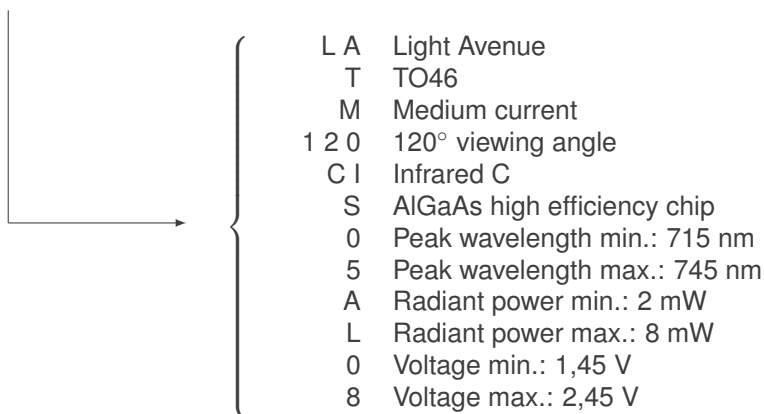 L A Light Avenue
T TO46
M Medium current
1 2 0 120° viewing angle
C I Infrared C
S AlGaAs high efficiency chip
0 Peak wavelength min.: 715 nm
5 Peak wavelength max.: 745 nm
A Radiant power min.: 2 mW
L Radiant power max.: 8 mW
0 Voltage min.: 1,45 V
8 Voltage max.: 2,45 V